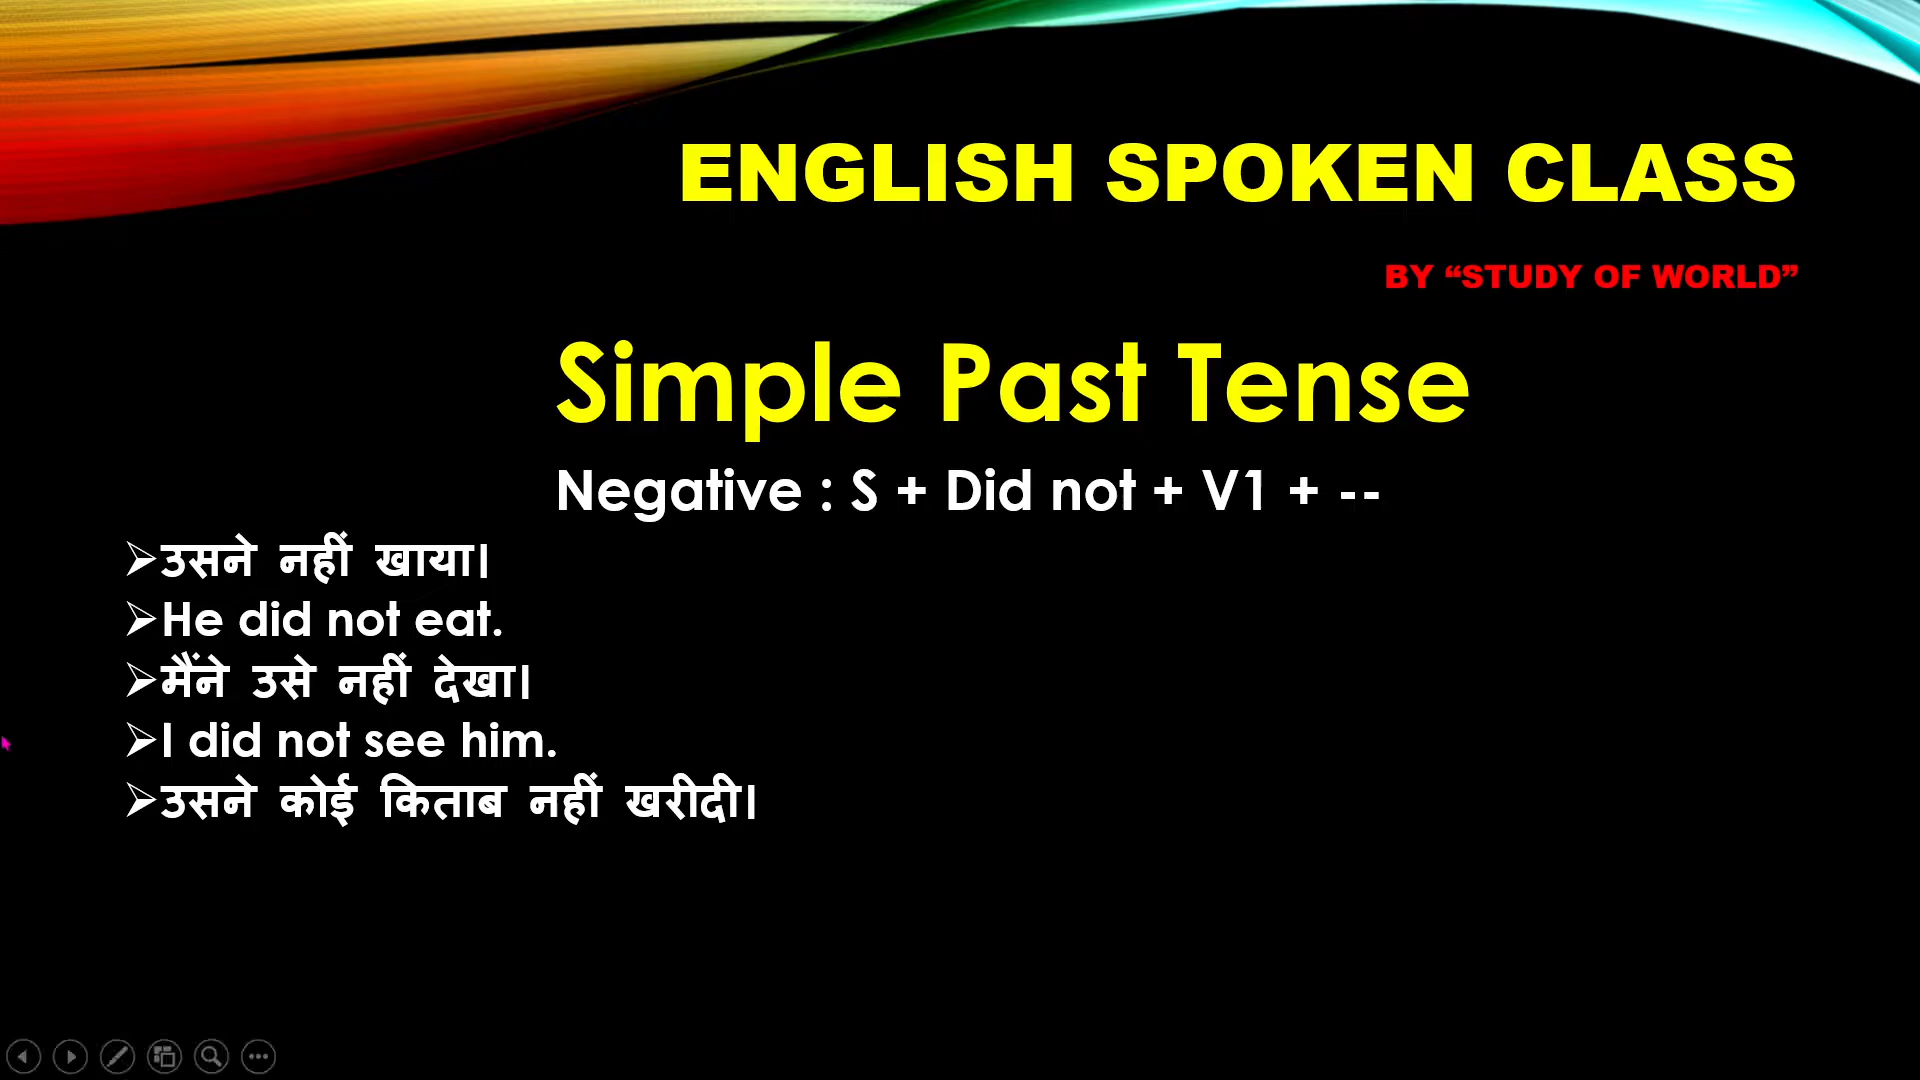 ENGLISH SPOKEN CLASS
BY “STUDY OF WORLD”
Simple Past Tense
Negative : S + Did not + V1 + --
➢उसने नहीं खाया।
➢He did not eat.
➢मैंने उसे नहीं देखा।
➢I did not see him.
➢उसने कोई किताब नहीं खरीदी।